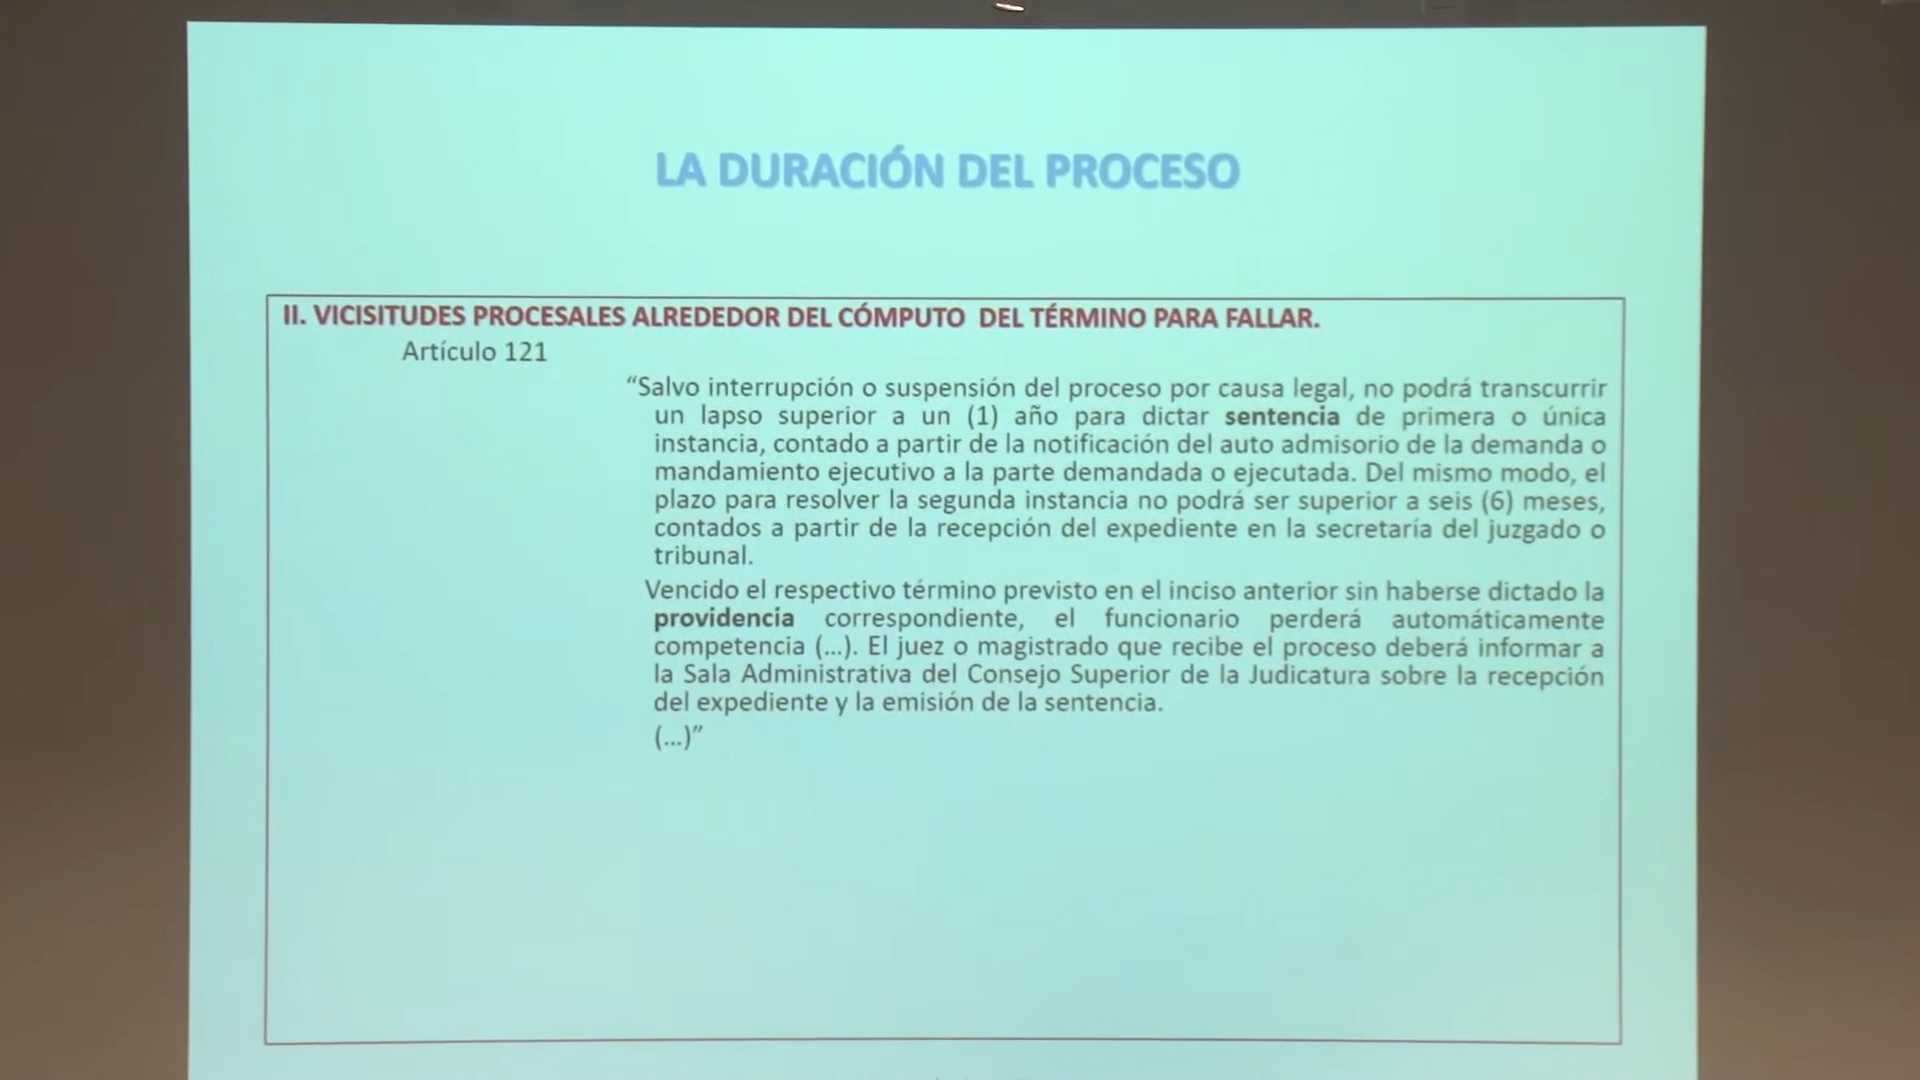 LA DURACIÓN DEL PROCESO
II. VICISITUDES PROCESALES ALREDEDOR DEL CÓMPUTO DEL TÉRMINO PARA FALLAR.
Artículo 121
“Salvo interrupción o suspensión del proceso por causa legal, no podrá transcurrir
un lapso superior a un (1) año para dictar sentencia de primera o única
instancia, contado a partir de la notificación del auto admisorio de la demanda o
mandamiento ejecutivo a la parte demandada o ejecutada. Del mismo modo, el
plazo para resolver la segunda instancia no podrá ser superior a seis (6) meses,
contados a partir de la recepción del expediente en la secretaría del juzgado o
tribunal.
Vencido el respectivo término previsto en el inciso anterior sin haberse dictado la
providencia correspondiente, el funcionario perderá automáticamente
competencia (...). El juez o magistrado que recibe el proceso deberá informar a
la Sala Administrativa del Consejo Superior de la Judicatura sobre la recepción
del expediente y la emisión de la sentencia.
(...)”